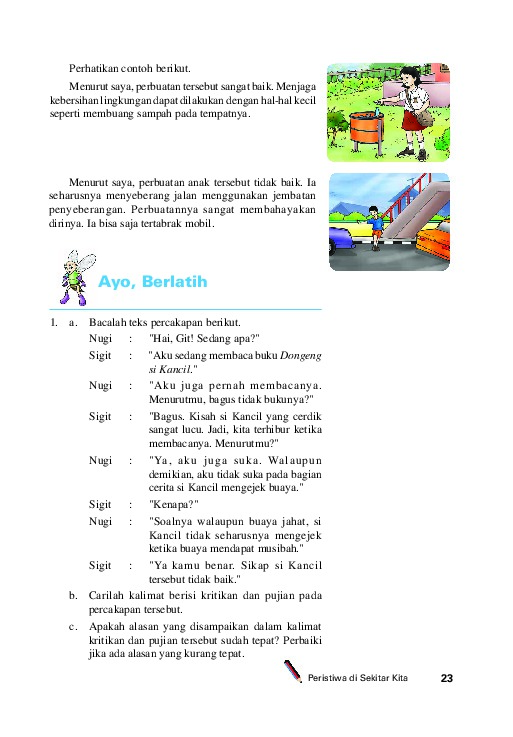 Perhatikan contoh berikut.
Menurut saya, perbuatan tersebut sangat baik. Menjaga
kebersihan lingkungan dapat dilakukan dengan hal-hal kecil
seperti membuang sampah pada tempatnya.
Menurut saya, perbuatan anak tersebut tidak baik. Ia
seharusnya menyeberang jalan menggunakan jembatan
penyeberangan. Perbuatannya sangat membahayakan
dirinya. Ia bisa saja tertabrak mobil.
Ayo, Berlatih
1. a. Bacalah teks percakapan berikut.
Nugi : "Hai, Git! Sedang apa?"
Sigit : "Aku sedang membaca buku Dongeng
si Kancil."
Nugi : "Aku juga pernah membacanya.
Menurutmu, bagus tidak bukunya?"
Sigit : "Bagus. Kisah si Kancil yang cerdik
sangat lucu. Jadi, kita terhibur ketika
membacanya. Menurutmu?"
Nugi : "Ya, aku juga suka. Walaupun
demikian, aku tidak suka pada bagian
cerita si Kancil mengejek buaya."
Sigit : "Kenapa?"
Nugi : "Soalnya walaupun buaya jahat, si
Kancil tidak seharusnya mengejek
ketika buaya mendapat musibah."
Sigit : "Ya kamu benar. Sikap si Kancil
tersebut tidak baik."
b. Carilah kalimat berisi kritikan dan pujian pada
percakapan tersebut.
c. Apakah alasan yang disampaikan dalam kalimat
kritikan dan pujian tersebut sudah tepat? Perbaiki
jika ada alasan yang kurang tepat.
Peristiwa di Sekitar Kita 23